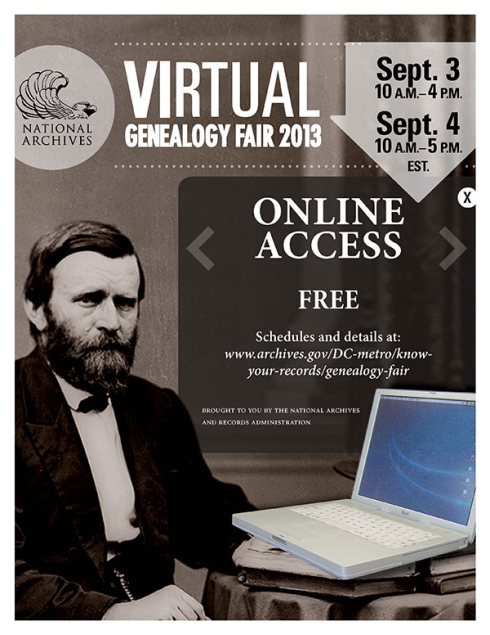 NATIONAL
ARCHIVES
VIRTUAL
GENEALOGY FAIR 2013
Sept. 3
10 A.M.–4 P.M.
Sept. 4
10 A.M.–5 P.M.
EST.
X
ONLINE
ACCESS
FREE
Schedules and details at:
www.archives.gov/DC-metro/know-
your-records/genealogy-fair
BROUGHT TO YOU BY THE NATIONAL ARCHIVES
AND RECORDS ADMINISTRATION